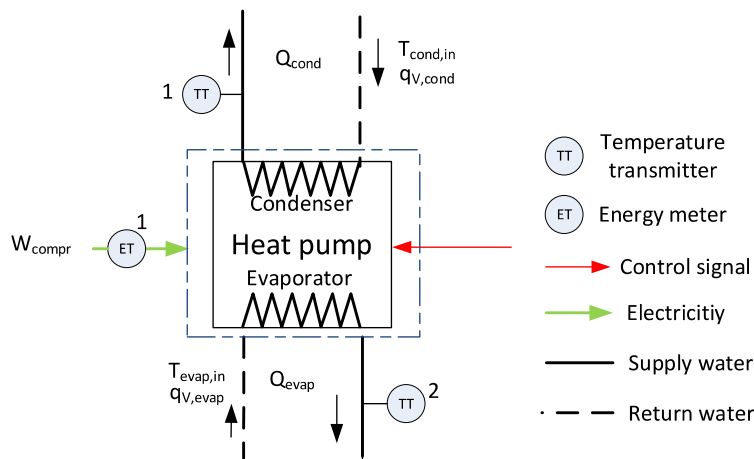 Q_cond
T_cond,in
q_V,cond
1
TT
Condenser
Heat pump
Evaporator
W_compr
ET
1
T_evap,in
q_V,evap
Q_evap
TT
2
TT
Temperature
transmitter
ET
Energy meter
Control signal
Electricitiy
Supply water
Return water